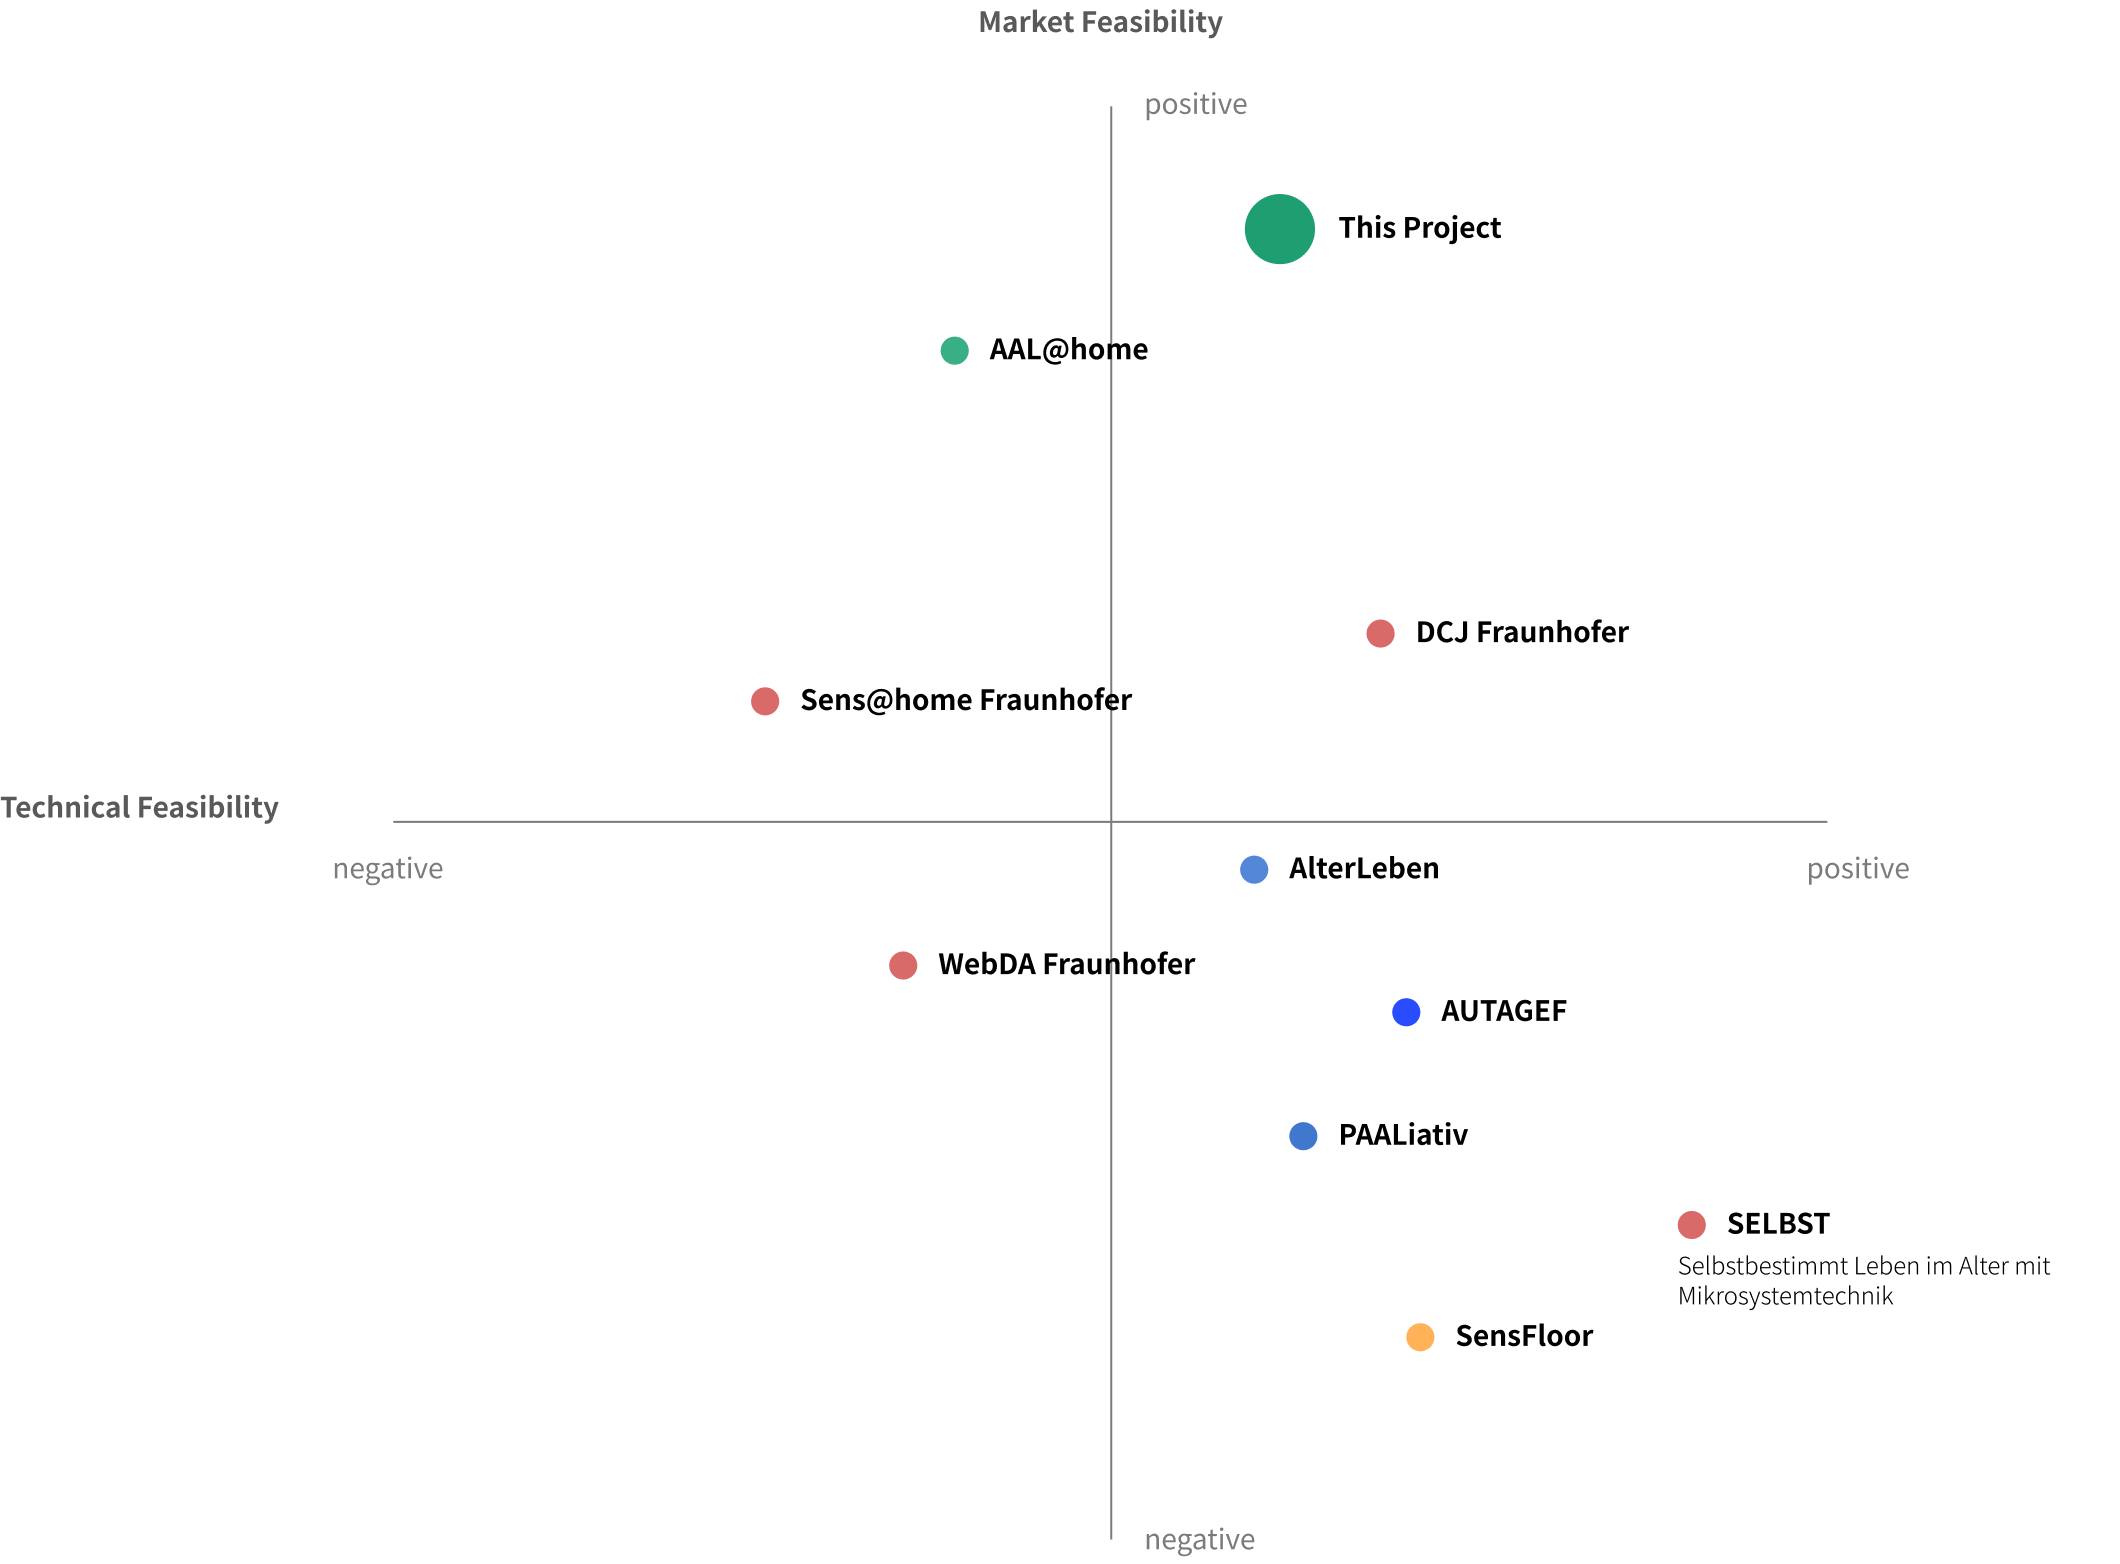 Market Feasibility
positive
This Project
AAL@home
DCJ Fraunhofer
Sens@home Fraunhofer
Technical Feasibility
negative
positive
AlterLeben
WebDA Fraunhofer
AUTAGEF
PAALiativ
SELBST
Selbstbestimmt Leben im Alter mit
Mikrosystemtechnik
SensFloor
negative